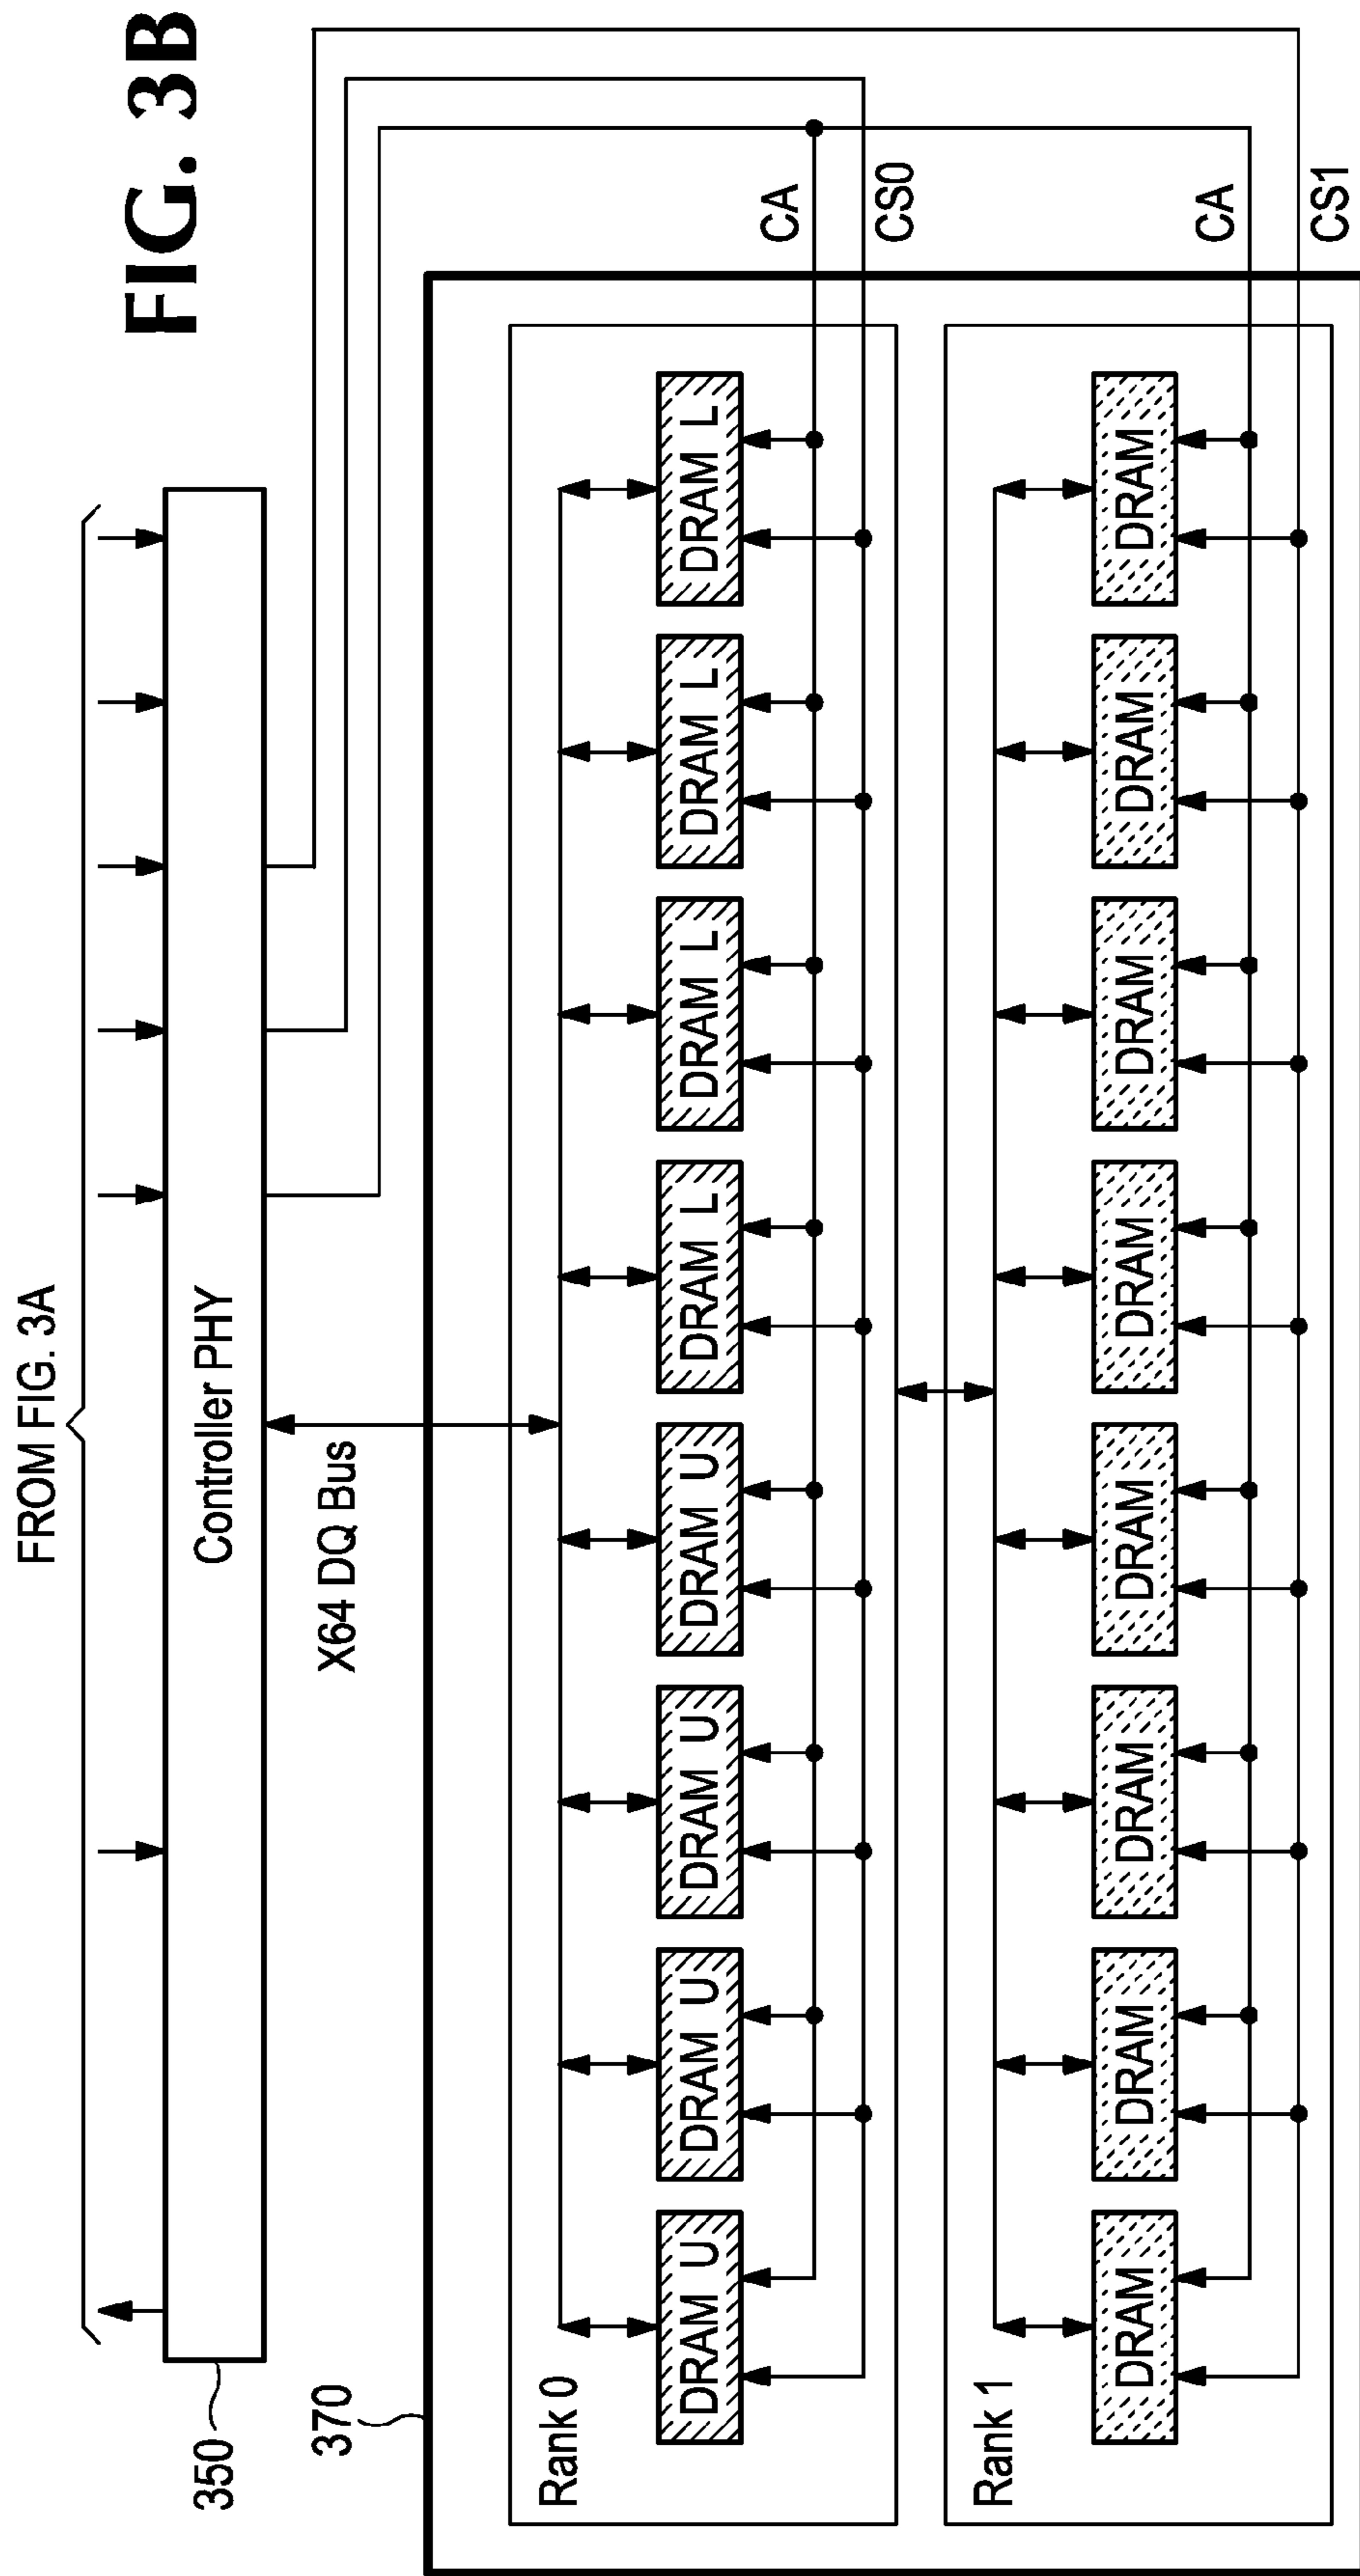 FIG. 3B
FROM FIG. 3A
Controller PHY
350
X64 DQ Bus
370
Rank 0
DRAM U
DRAM U
DRAM U
DRAM U
DRAM L
DRAM L
DRAM L
DRAM L
CA
CS0
Rank 1
DRAM
DRAM
DRAM
DRAM
DRAM
DRAM
DRAM
DRAM
CA
CS1